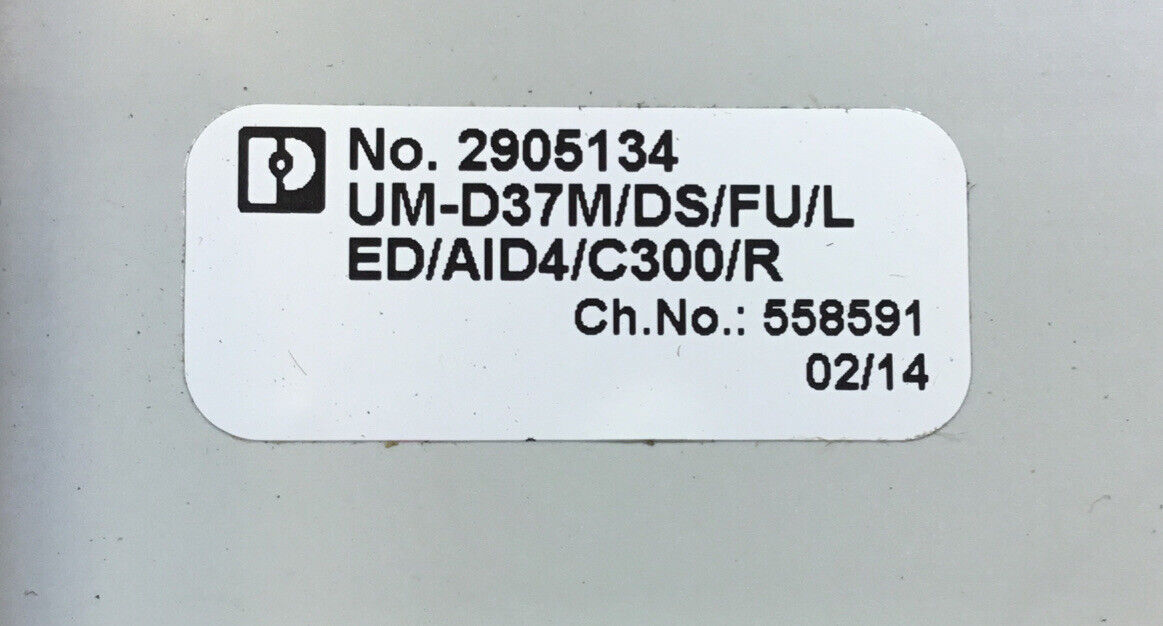 No. 2905134
UM-D37M/DS/FU/L
ED/AID4/C300/R
Ch.No.: 558591
02/14